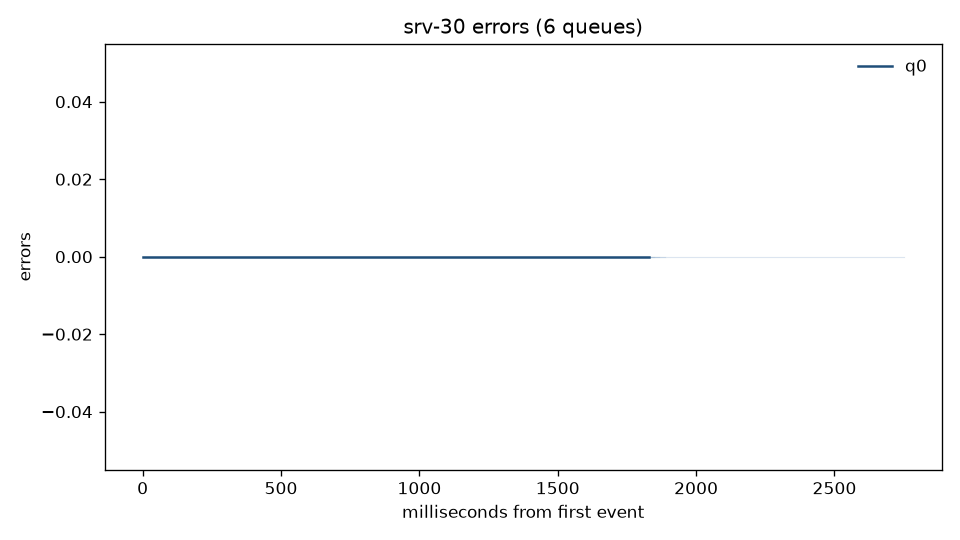 srv-30 errors (6 queues)
q0
errors
0.04
0.02
0.00
−0.02
−0.04
0
500
1000
1500
2000
2500
milliseconds from first event